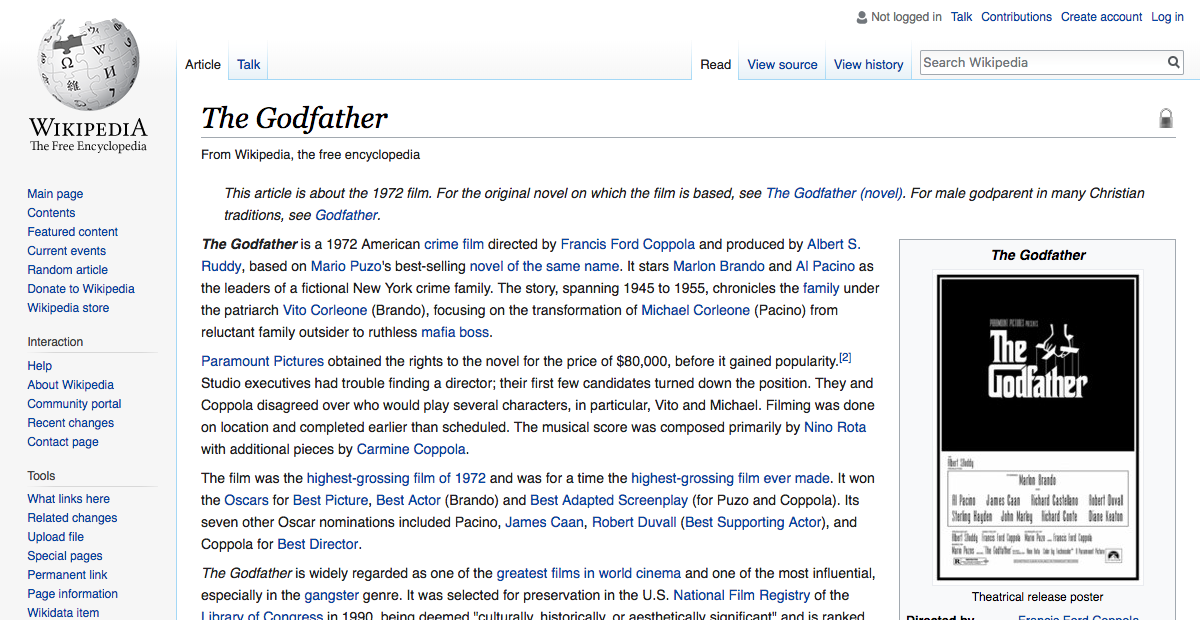 Not logged in Talk Contributions Create account Log in
Article Talk Read View source View history Search Wikipedia
WIKIPEDIA
The Free Encyclopedia
Main page
Contents
Featured content
Current events
Random article
Donate to Wikipedia
Wikipedia store
Interaction
Help
About Wikipedia
Community portal
Recent changes
Contact page
Tools
What links here
Related changes
Upload file
Special pages
Permanent link
Page information
Wikidata item
The Godfather
From Wikipedia, the free encyclopedia
This article is about the 1972 film. For the original novel on which the film is based, see The Godfather (novel). For male godparent in many Christian
traditions, see Godfather.
The Godfather is a 1972 American crime film directed by Francis Ford Coppola and produced by Albert S.
Ruddy, based on Mario Puzo's best-selling novel of the same name. It stars Marlon Brando and Al Pacino as
the leaders of a fictional New York crime family. The story, spanning 1945 to 1955, chronicles the family under
the patriarch Vito Corleone (Brando), focusing on the transformation of Michael Corleone (Pacino) from
reluctant family outsider to ruthless mafia boss.
Paramount Pictures obtained the rights to the novel for the price of $80,000, before it gained popularity.[2]
Studio executives had trouble finding a director; their first few candidates turned down the position. They and
Coppola disagreed over who would play several characters, in particular, Vito and Michael. Filming was done
on location and completed earlier than scheduled. The musical score was composed primarily by Nino Rota
with additional pieces by Carmine Coppola.
The film was the highest-grossing film of 1972 and was for a time the highest-grossing film ever made. It won
the Oscars for Best Picture, Best Actor (Brando) and Best Adapted Screenplay (for Puzo and Coppola). Its
seven other Oscar nominations included Pacino, James Caan, Robert Duvall (Best Supporting Actor), and
Coppola for Best Director.
The Godfather is widely regarded as one of the greatest films in world cinema and one of the most influential,
especially in the gangster genre. It was selected for preservation in the U.S. National Film Registry of the
Library of Congress in 1990, being deemed "culturally, historically, or aesthetically significant" and is ranked
The Godfather
PARAMOUNT PICTURES PRESENTS
The
Godfather
Albert S. Ruddy
Marlon Brando
Al Pacino James Caan Richard Castellano Robert Duvall
Sterling Hayden John Marley Richard Conte Diane Keaton
Theatrical release poster
Directed by Francis Ford Coppola